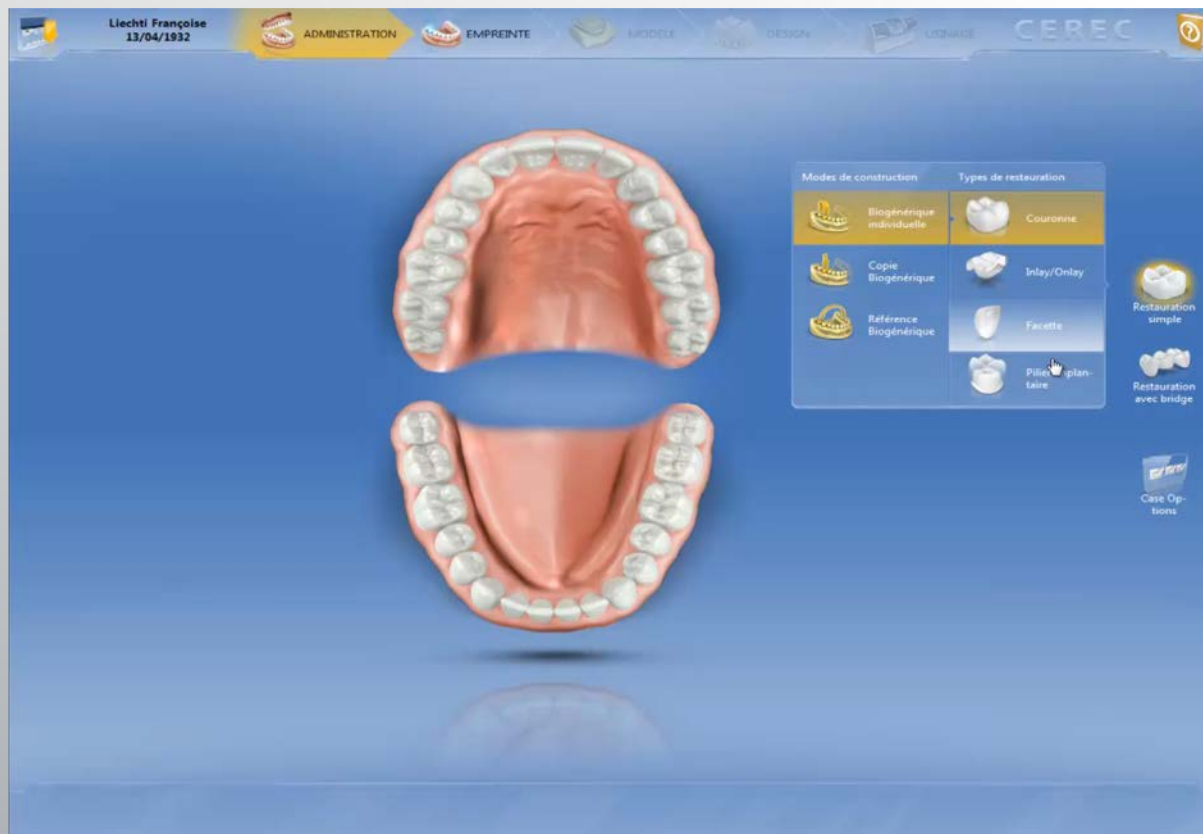 Liechti Françoise
13/04/1932
ADMINISTRATION
EMPREINTE
MODELE
DESIGN
USINAGE
CEREC
Modes de construction
Types de restauration
Biogénérique
individuelle
Couronne
Copie
Biogénérique
Inlay/Onlay
Référence
Biogénérique
Facette
taire
Restauration
simple
Restauration
avec bridge
Case Op-
tions